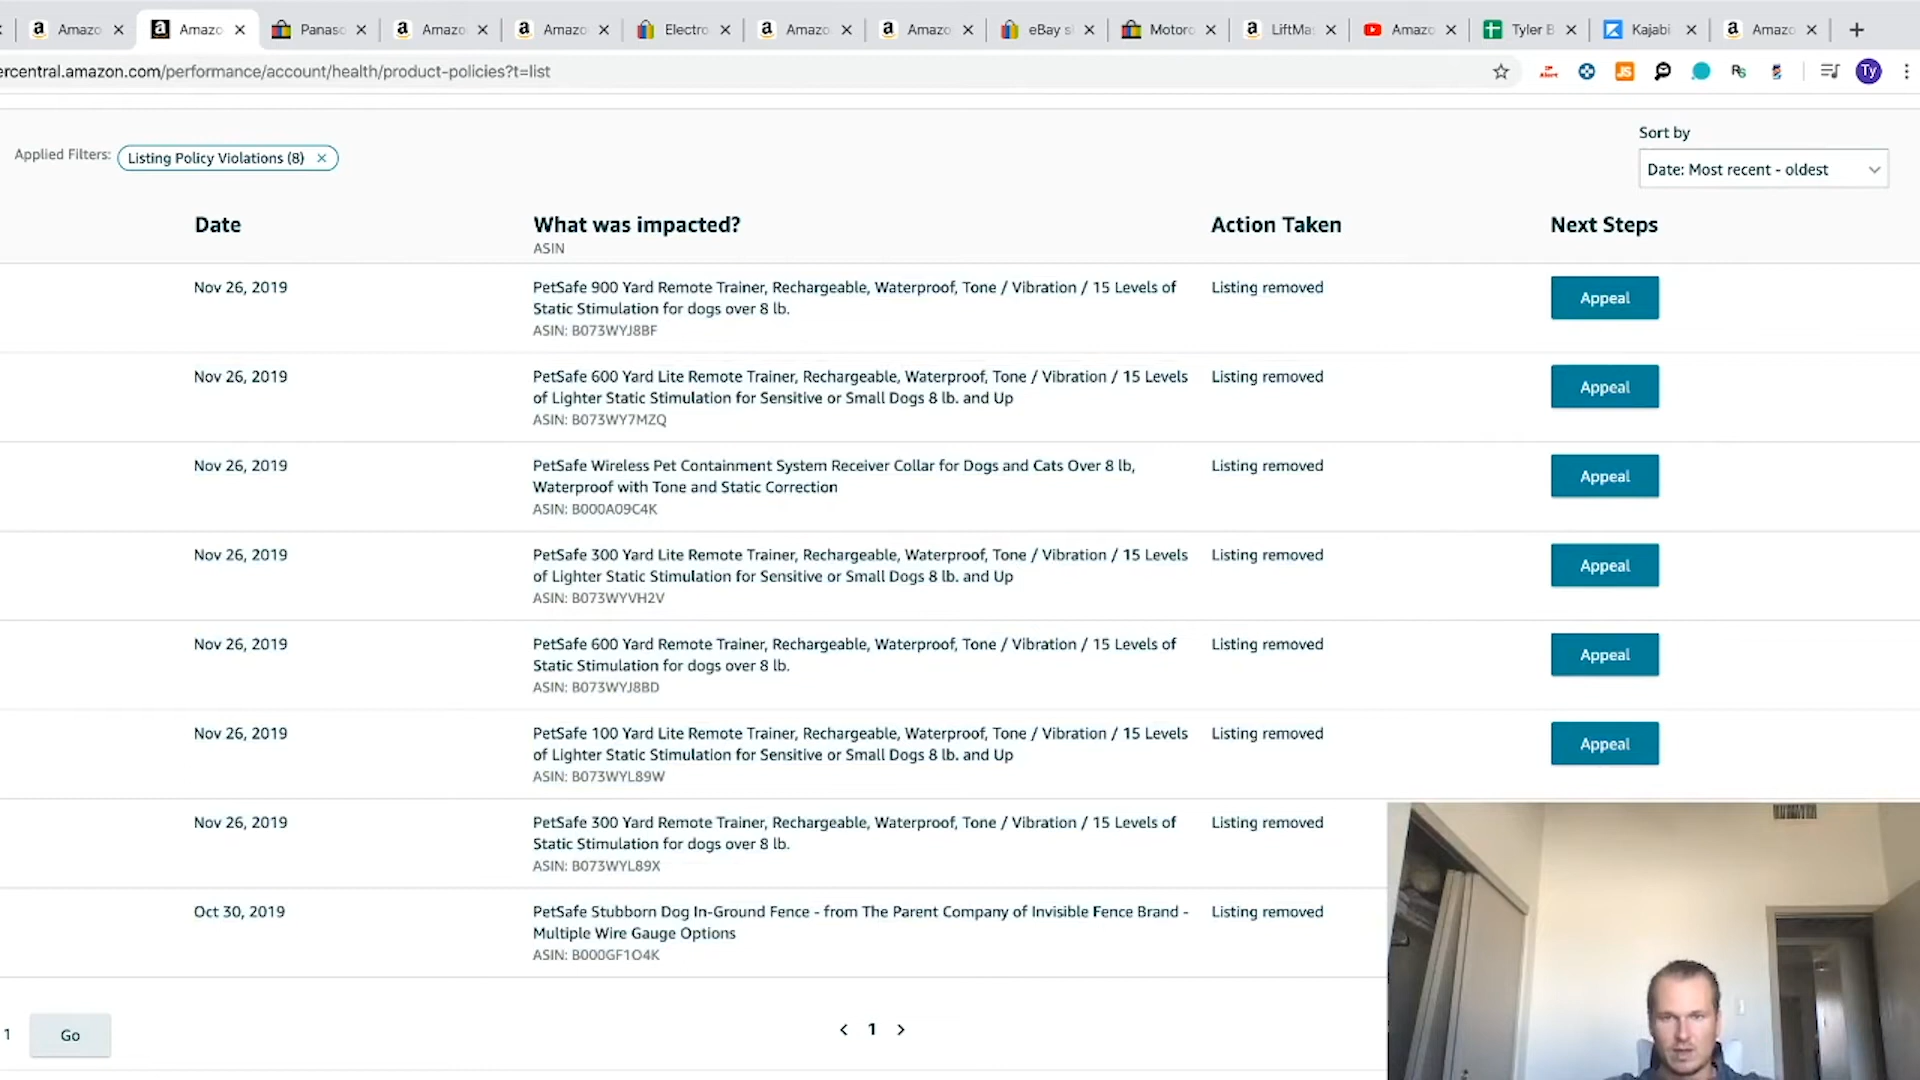 Amazo
Amazo
Panaso
Amazo
Amazo
Electro
Amazo
Amazo
eBay s
Motoro
LiftMa
Amazo
Tyler B
Kajabi
Amazo
ercentral.amazon.com/performance/account/health/product-policies?t=list
Ty
Applied Filters: Listing Policy Violations (8)
Sort by
Date: Most recent - oldest
Date What was impacted? Action Taken Next Steps
ASIN
Nov 26, 2019 PetSafe 900 Yard Remote Trainer, Rechargeable, Waterproof, Tone / Vibration / 15 Levels of Listing removed Appeal
Static Stimulation for dogs over 8 lb.
ASIN: B073WYJ8BF
Nov 26, 2019 PetSafe 600 Yard Lite Remote Trainer, Rechargeable, Waterproof, Tone / Vibration / 15 Levels Listing removed Appeal
of Lighter Static Stimulation for Sensitive or Small Dogs 8 lb. and Up
ASIN: B073WY7MZQ
Nov 26, 2019 PetSafe Wireless Pet Containment System Receiver Collar for Dogs and Cats Over 8 lb, Listing removed Appeal
Waterproof with Tone and Static Correction
ASIN: B000A09C4K
Nov 26, 2019 PetSafe 300 Yard Lite Remote Trainer, Rechargeable, Waterproof, Tone / Vibration / 15 Levels Listing removed Appeal
of Lighter Static Stimulation for Sensitive or Small Dogs 8 lb. and Up
ASIN: B073WYVH2V
Nov 26, 2019 PetSafe 600 Yard Remote Trainer, Rechargeable, Waterproof, Tone / Vibration / 15 Levels of Listing removed Appeal
Static Stimulation for dogs over 8 lb.
ASIN: B073WYJ8BD
Nov 26, 2019 PetSafe 100 Yard Lite Remote Trainer, Rechargeable, Waterproof, Tone / Vibration / 15 Levels Listing removed Appeal
of Lighter Static Stimulation for Sensitive or Small Dogs 8 lb. and Up
ASIN: B073WYL89W
Nov 26, 2019 PetSafe 300 Yard Remote Trainer, Rechargeable, Waterproof, Tone / Vibration / 15 Levels of Listing removed
Static Stimulation for dogs over 8 lb.
ASIN: B073WYL89X
Oct 30, 2019 PetSafe Stubborn Dog In-Ground Fence - from The Parent Company of Invisible Fence Brand - Listing removed
Multiple Wire Gauge Options
ASIN: B000GF1O4K
1 Go 1